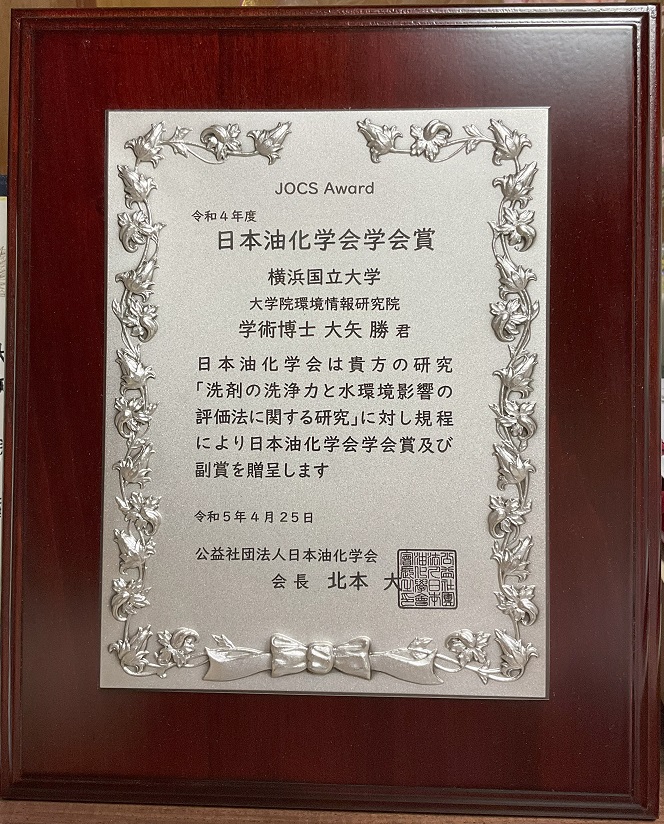 JOCS Award
令和4年度
日本油化学会学会賞
横浜国立大学
大学院環境情報研究院
学術博士 大矢 勝 君
日本油化学会は貴方の研究
「洗剤の洗浄力と水環境影響の
評価法に関する研究」に対し規程
により日本油化学会学会賞及び
副賞を贈呈します
令和5年4月25日
公益社団法人日本油化学会
会長 北本 大